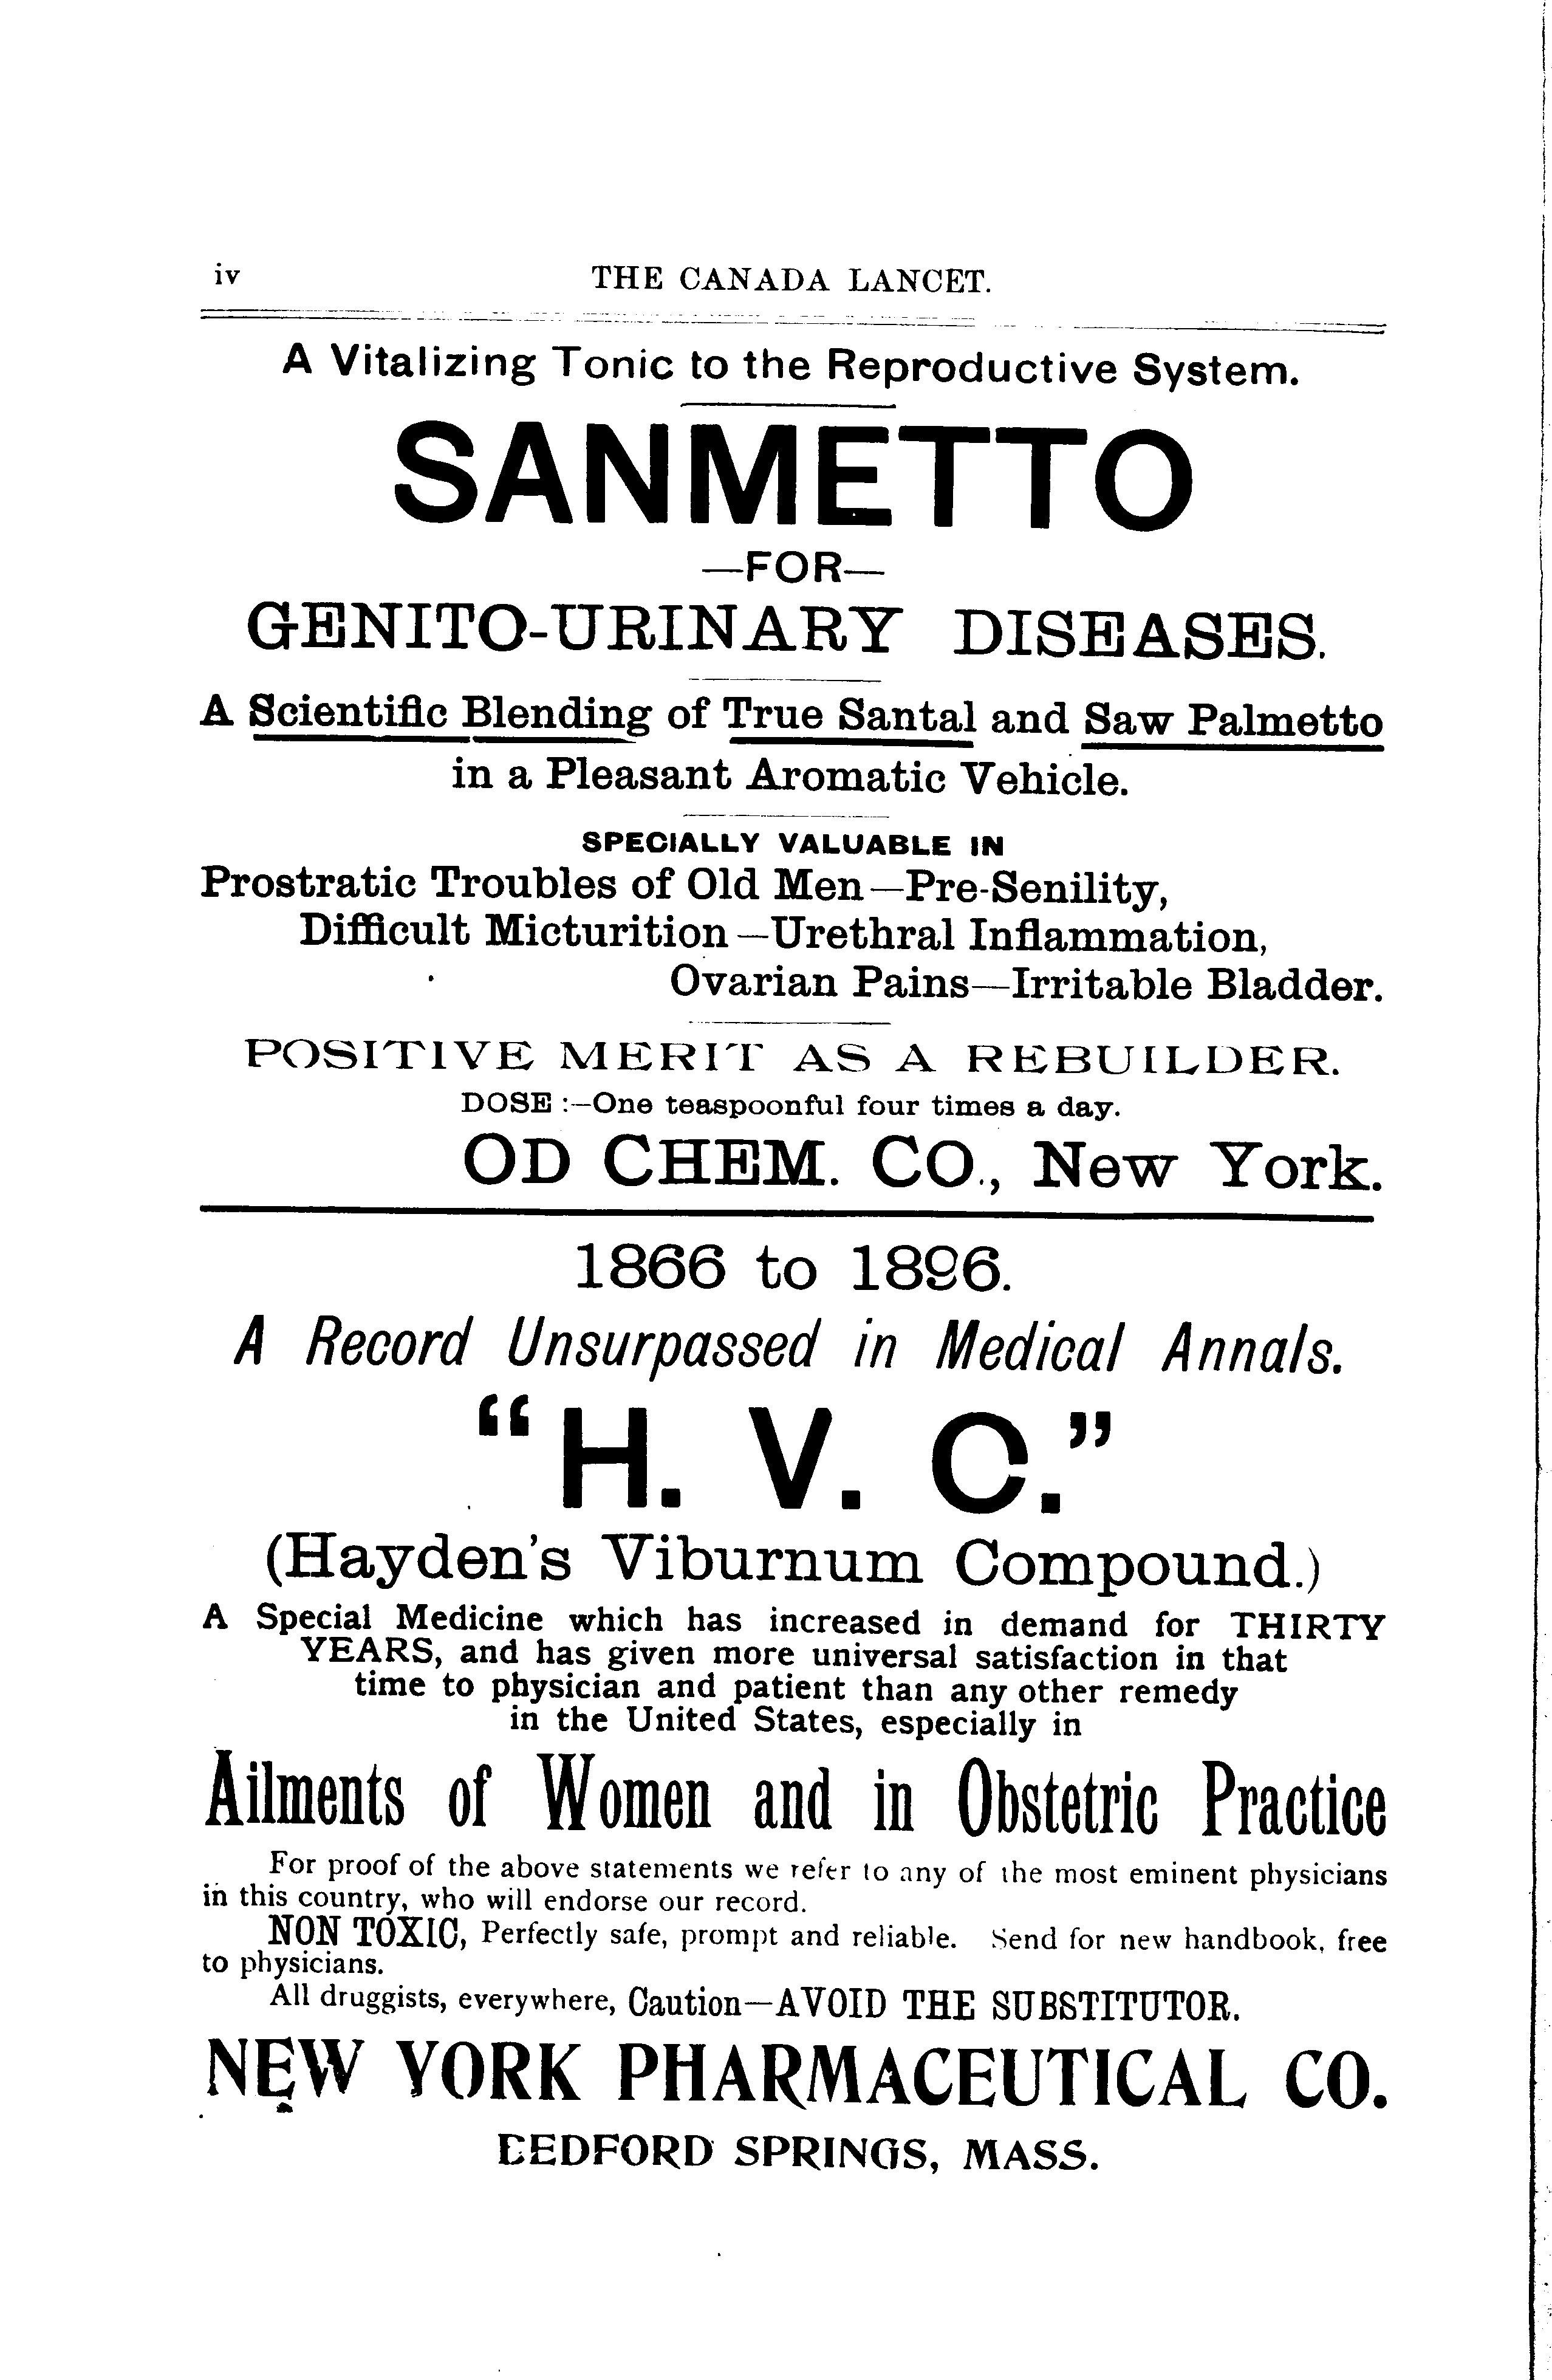 iv THE CANADA LANCET.
A Vitalizing Tonic to the Reproductive System.
SANMETTO
—FOR—
GENITO-URINARY DISEASES.
A Scientific Blending of True Santal and Saw Palmetto
in a Pleasant Aromatic Vehicle.
SPECIALLY VALUABLE IN
Prostratic Troubles of Old Men—Pre-Senility,
Difficult Micturition—Urethral Inflammation,
Ovarian Pains—Irritable Bladder.
POSITIVE MERIT AS A REBUILDER.
DOSE :—One teaspoonful four times a day.
OD CHEM. CO., New York.
1866 to 1896.
A Record Unsurpassed in Medical Annals.
“H. V. C.”
(Hayden's Viburnum Compound.)
A Special Medicine which has increased in demand for THIRTY
YEARS, and has given more universal satisfaction in that
time to physician and patient than any other remedy
in the United States, especially in
Ailments of Women and in Obstetric Practice
For proof of the above statements we refer to any of the most eminent physicians
in this country, who will endorse our record.
NON TOXIC, Perfectly safe, prompt and reliable. Send for new handbook, free
to physicians.
All druggists, everywhere, Caution—AVOID THE SUBSTITUTOR.
NEW YORK PHARMACEUTICAL CO.
BEDFORD SPRINGS, MASS.